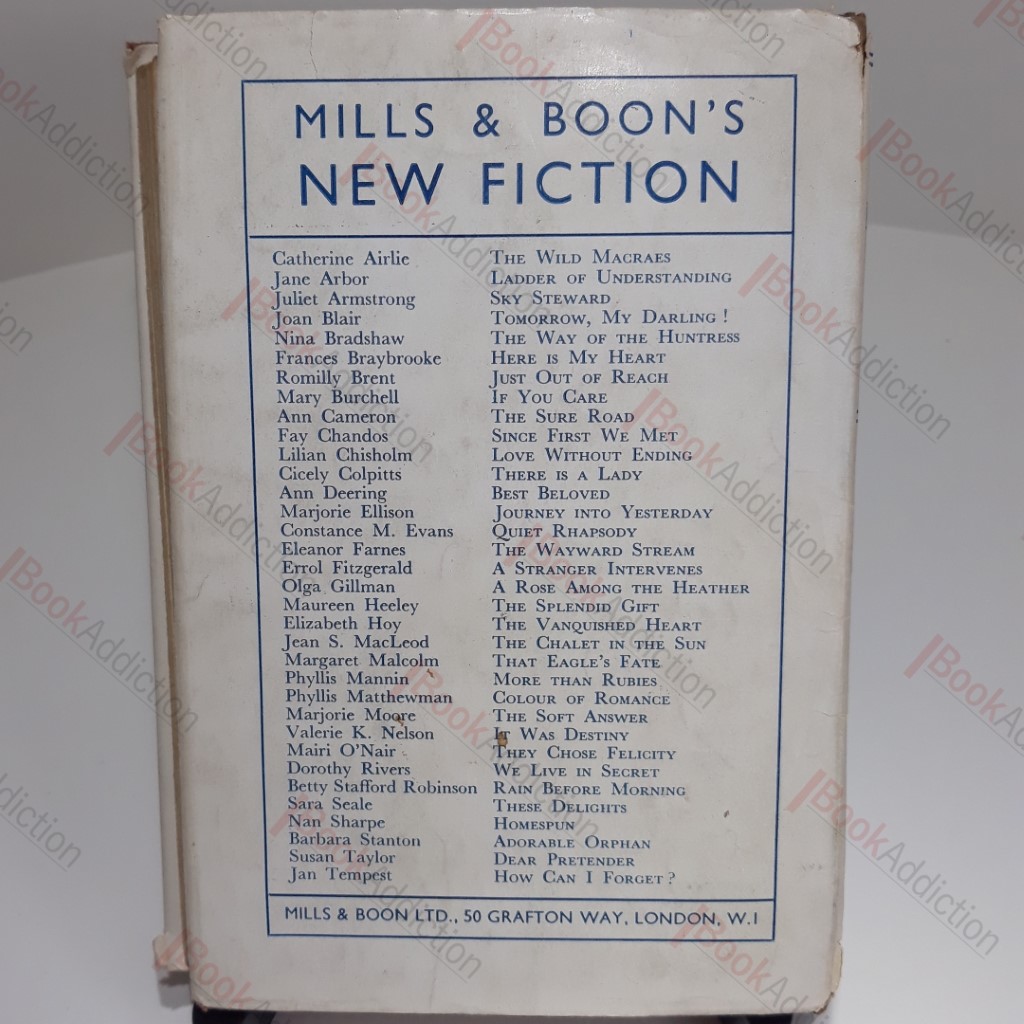 MILLS & BOON'S
NEW FICTION
Catherine Airlie THE WILD MACRAES
Jane Arbor LADDER OF UNDERSTANDING
Juliet Armstrong SKY STEWARD
Joan Blair TOMORROW, MY DARLING !
Nina Bradshaw THE WAY OF THE HUNTRESS
Frances Braybrooke HERE IS MY HEART
Romilly Brent JUST OUT OF REACH
Mary Burchell IF YOU CARE
Ann Cameron THE SURE ROAD
Fay Chandos SINCE FIRST WE MET
Lilian Chisholm LOVE WITHOUT ENDING
Cicely Colpitts THERE IS A LADY
Ann Deering BEST BELOVED
Marjorie Ellison JOURNEY INTO YESTERDAY
Constance M. Evans QUIET RHAPSODY
Eleanor Farnes THE WAYWARD STREAM
Errol Fitzgerald A STRANGER INTERVENES
Olga Gillman A ROSE AMONG THE HEATHER
Maureen Heeley THE SPLENDID GIFT
Elizabeth Hoy THE VANQUISHED HEART
Jean S. MacLeod THE CHALET IN THE SUN
Margaret Malcolm THAT EAGLE'S FATE
Phyllis Mannin MORE THAN RUBIES
Phyllis Matthewman COLOUR OF ROMANCE
Marjorie Moore THE SOFT ANSWER
Valerie K. Nelson IT WAS DESTINY
Mairi O'Nair THEY CHOSE FELICITY
Dorothy Rivers WE LIVE IN SECRET
Betty Stafford Robinson RAIN BEFORE MORNING
Sara Seale THESE DELIGHTS
Nan Sharpe HOMESPUN
Barbara Stanton ADORABLE ORPHAN
Susan Taylor DEAR PRETENDER
Jan Tempest HOW CAN I FORGET ?
MILLS & BOON LTD., 50 GRAFTON WAY, LONDON, W.1
BookAddiction